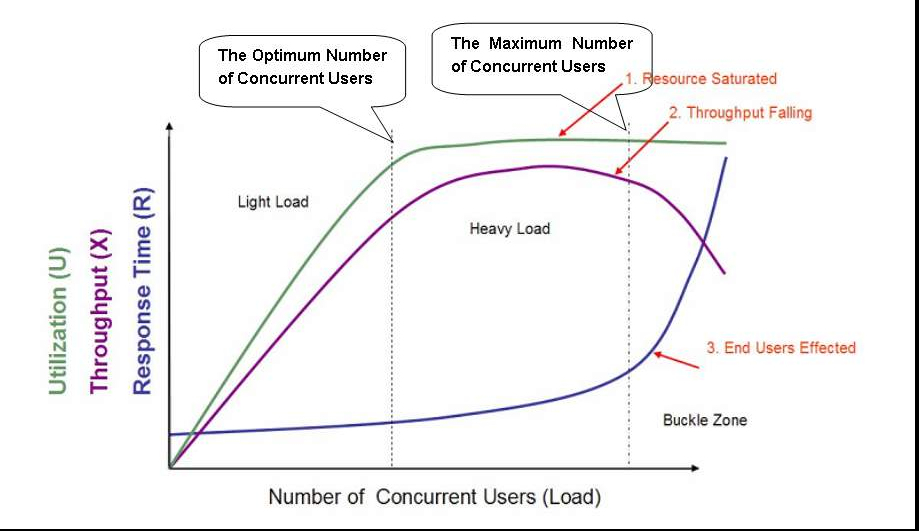 The Optimum Number
of Concurrent Users
The Maximum Number
of Concurrent Users
1. Resource Saturated
2. Throughput Falling
Light Load
Heavy Load
Utilization (U)
Throughput (X)
Response Time (R)
3. End Users Effected
Buckle Zone
Number of Concurrent Users (Load)